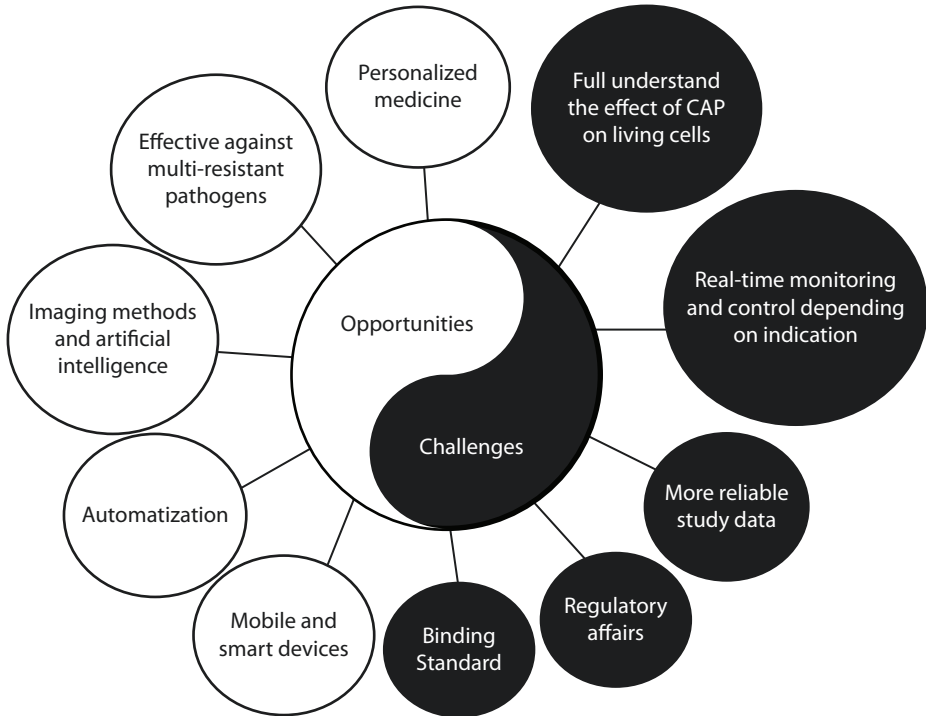 Personalized
medicine
Full understand
the effect of CAP
on living cells
Effective against
multi-resistant
pathogens
Real-time monitoring
and control depending
on indication
Imaging methods
and artificial
intelligence
Opportunities
Challenges
More reliable
study data
Automatization
Regulatory
affairs
Mobile and
smart devices
Binding
Standard